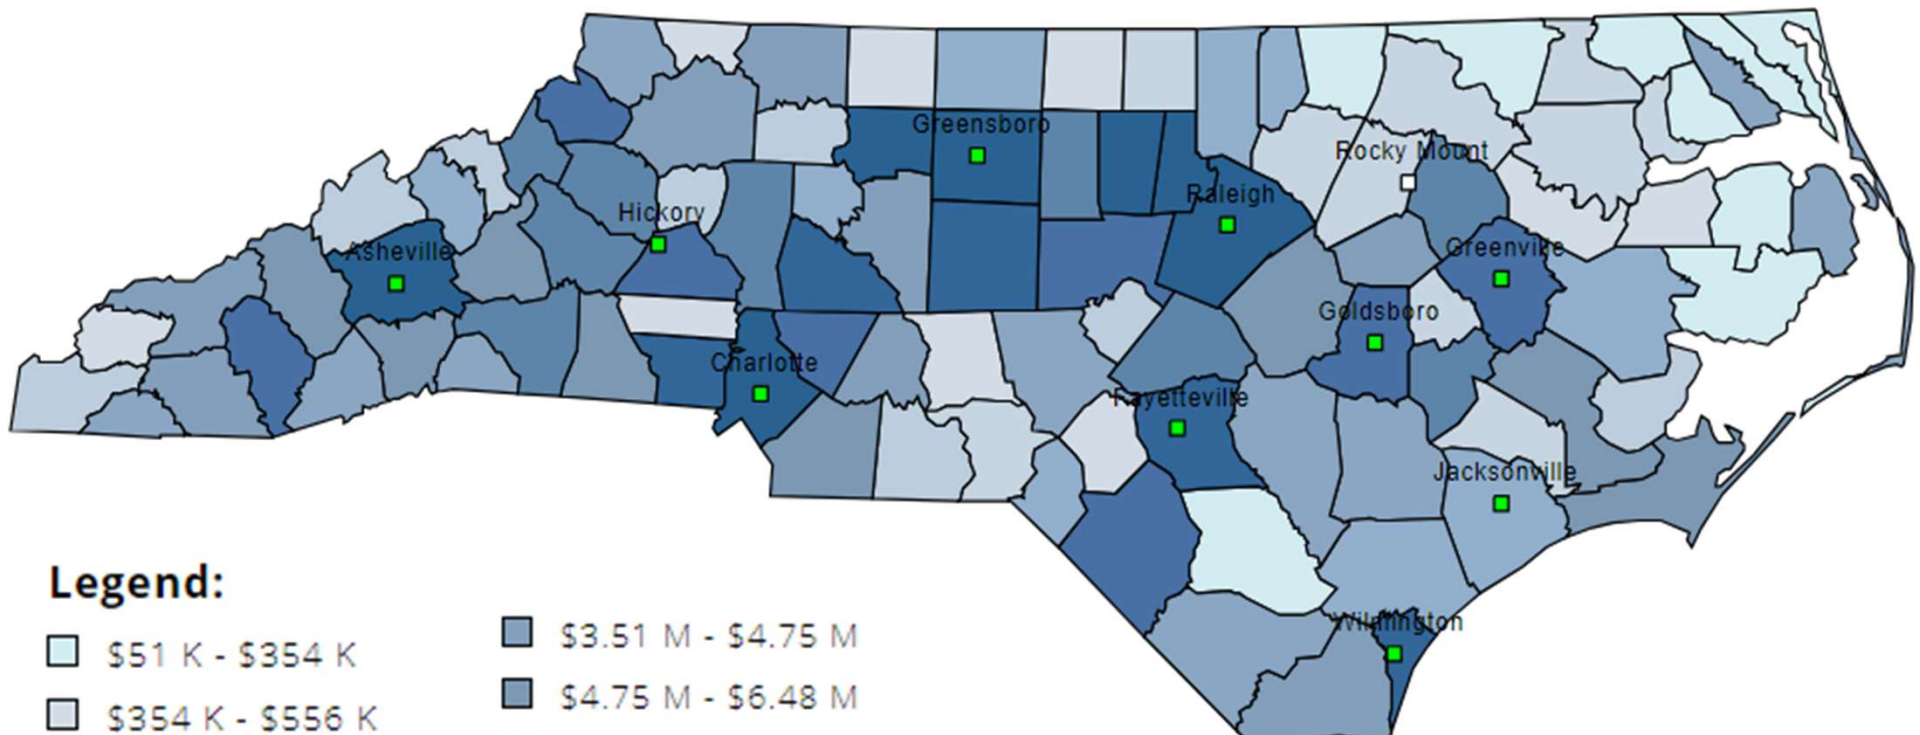 Greensboro
Rocky Mount
Raleigh
Hickory
Asheville
Greenville
Goldsboro
Charlotte
Fayetteville
Jacksonville
Wilmington
Legend:
$51 K - $354 K
$354 K - $556 K
$3.51 M - $4.75 M
$4.75 M - $6.48 M